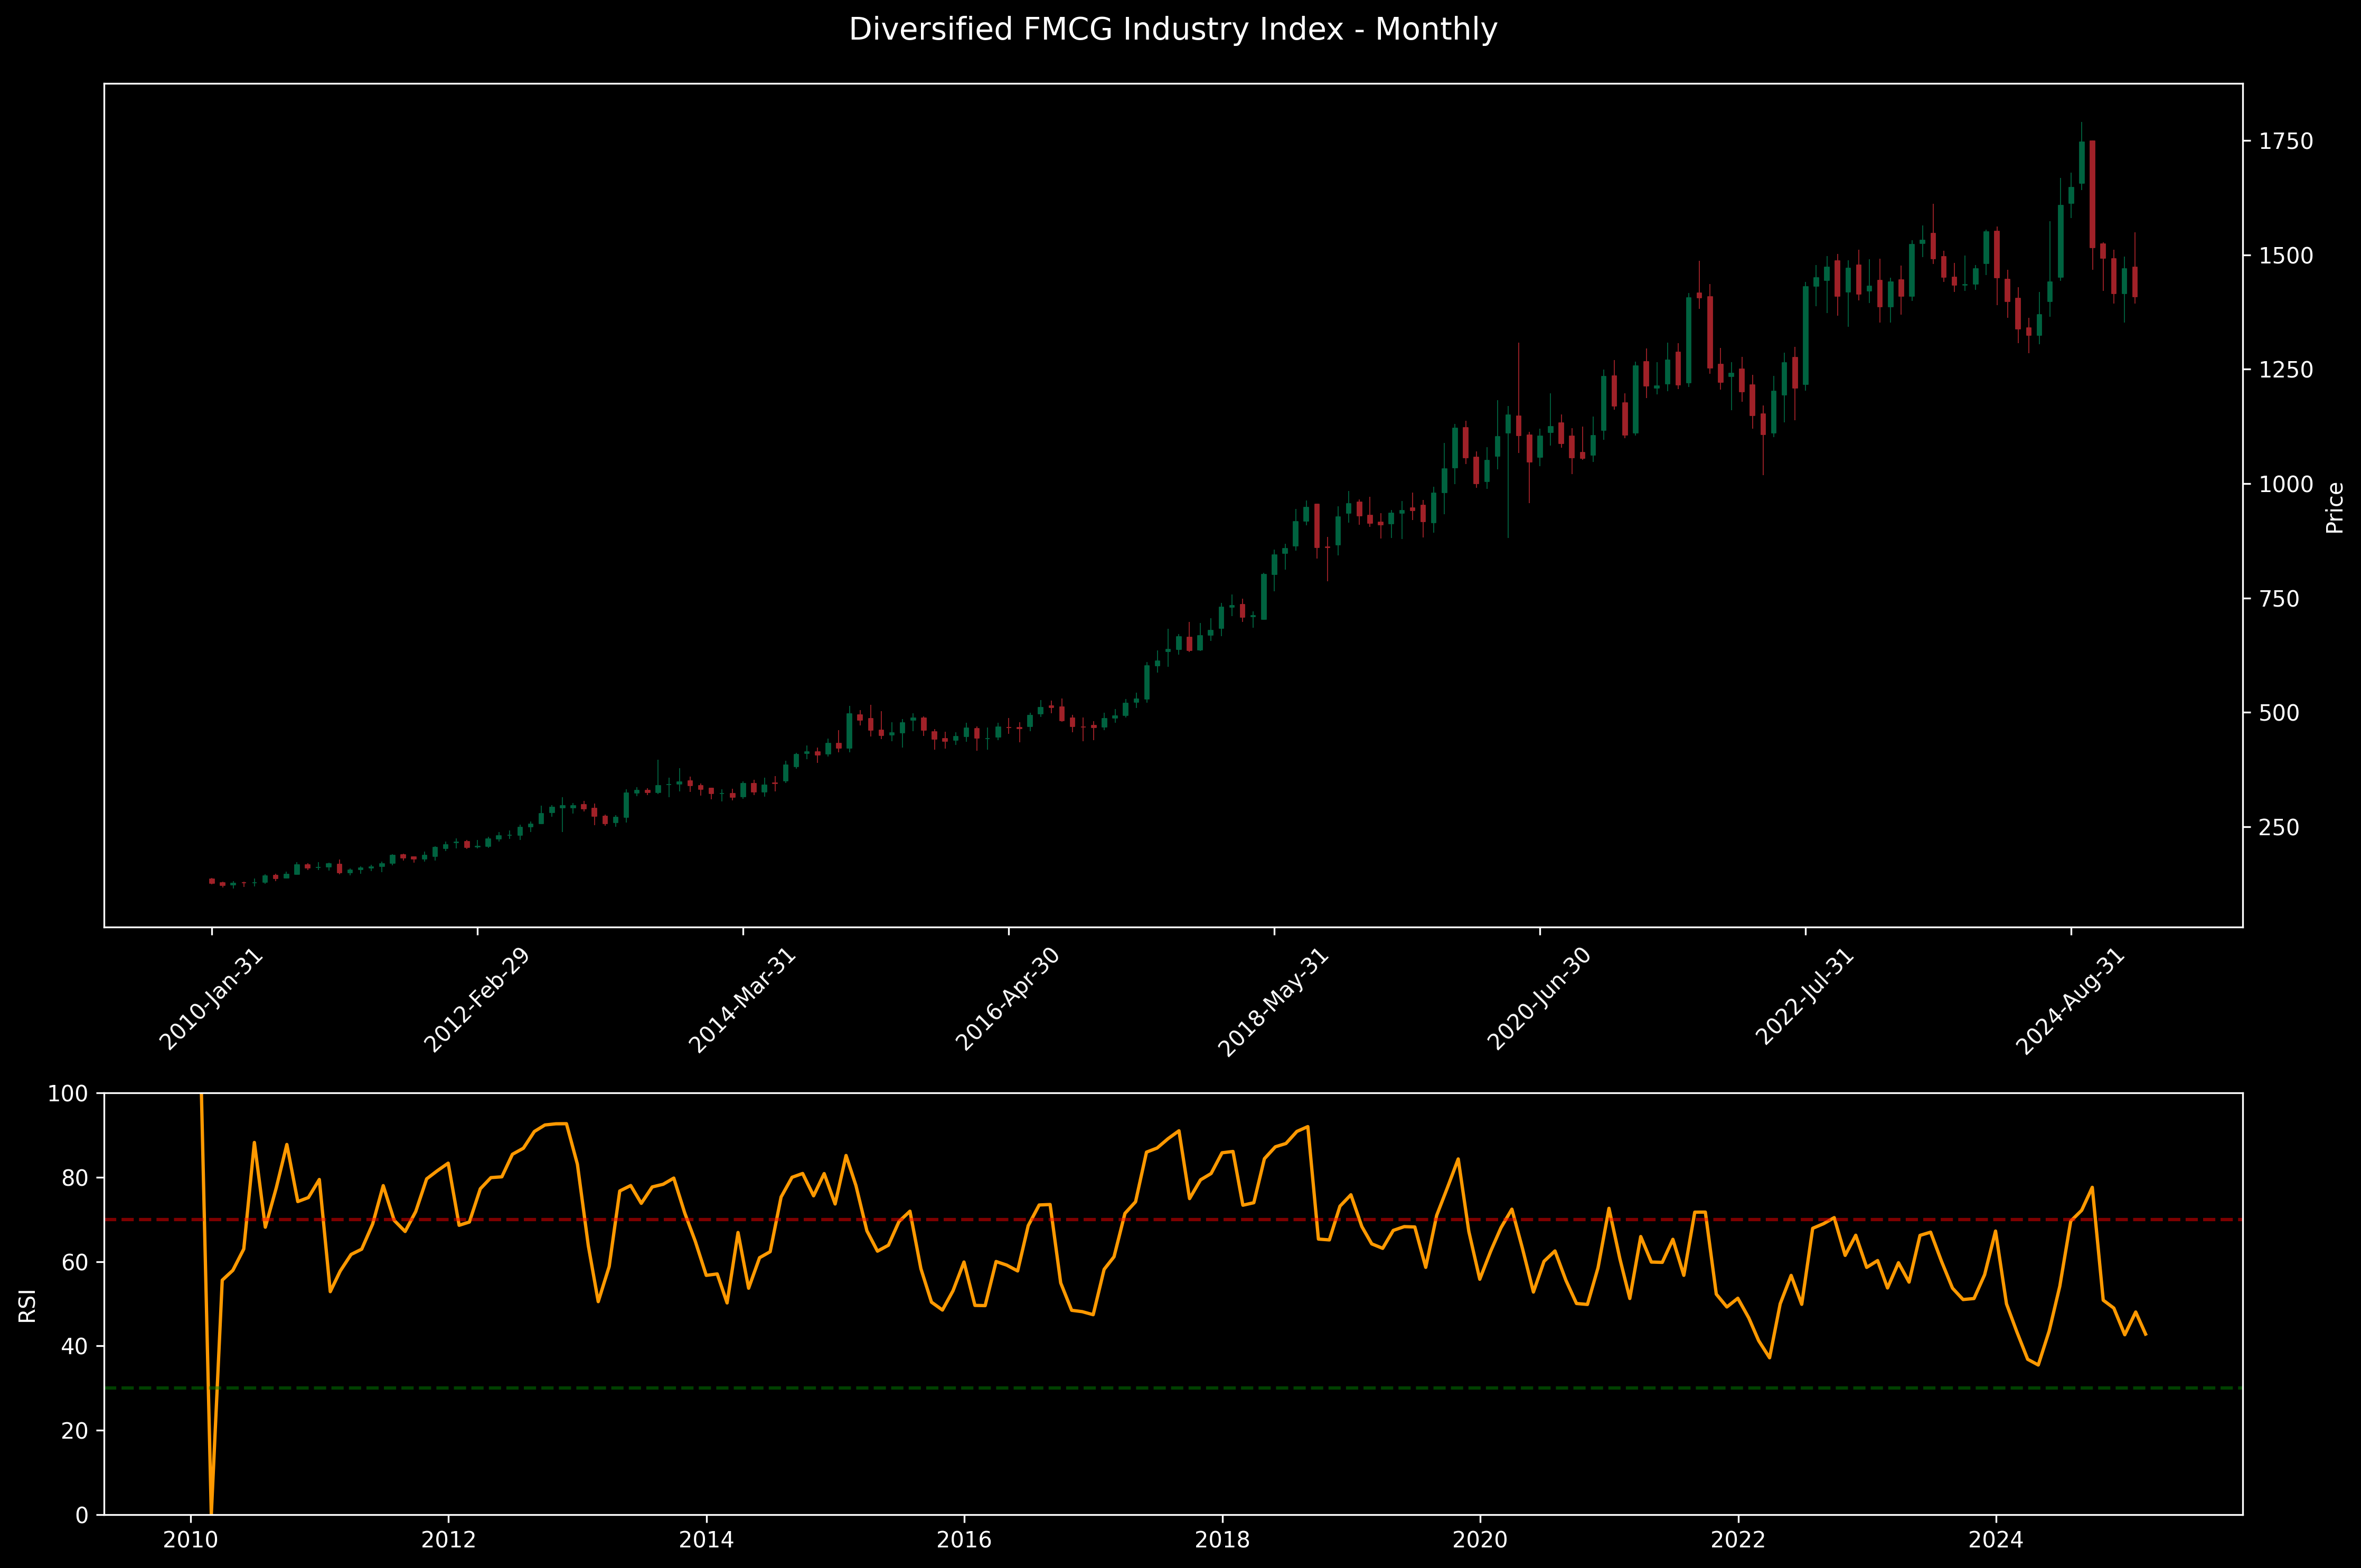 Diversified FMCG Industry Index - Monthly
1750
1500
1250
1000
750
500
250
Price
2010-Jan-31
2012-Feb-29
2014-Mar-31
2016-Apr-30
2018-May-31
2020-Jun-30
2022-Jul-31
2024-Aug-31
100
80
60
40
20
0
RSI
2010
2012
2014
2016
2018
2020
2022
2024